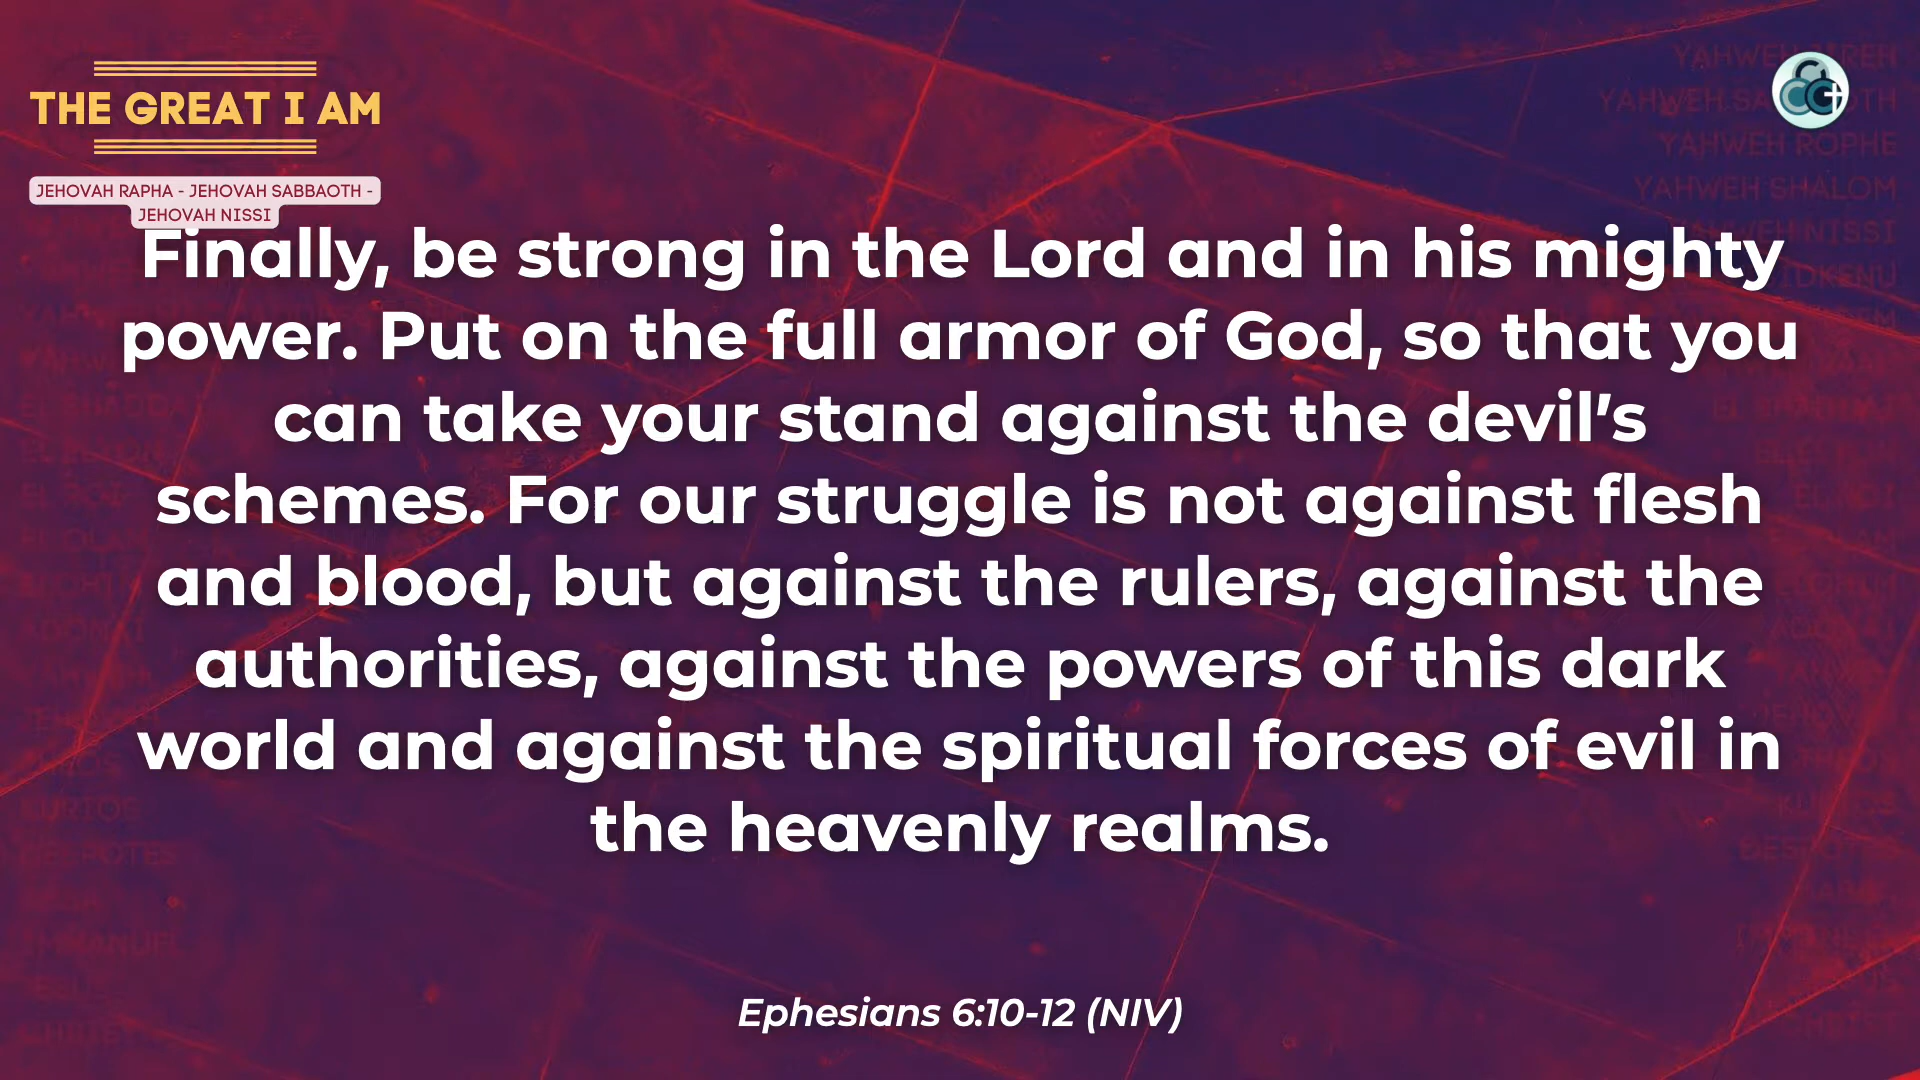 THE GREAT I AM
JEHOVAH RAPHA - JEHOVAH SABBAOTH -
JEHOVAH NISSI
YAHWEH ROPHE
YAHWEH SHALOM
Finally, be strong in the Lord and in his mighty
power. Put on the full armor of God, so that you
can take your stand against the devil’s
schemes. For our struggle is not against flesh
and blood, but against the rulers, against the
authorities, against the powers of this dark
world and against the spiritual forces of evil in
the heavenly realms.
Ephesians 6:10-12 (NIV)